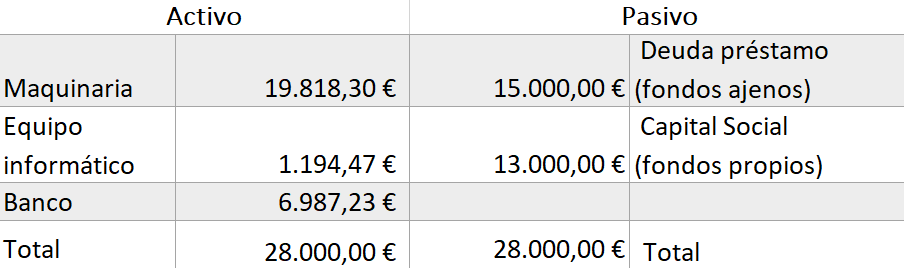 Activo Pasivo
Deuda préstamo
Maquinaria 19.818,30 € 15.000,00 € (fondos ajenos)
Equipo Capital Social
informático 1.194,47 € 13.000,00 € (fondos propios)
Banco 6.987,23 €
Total 28.000,00 € 28.000,00 € Total